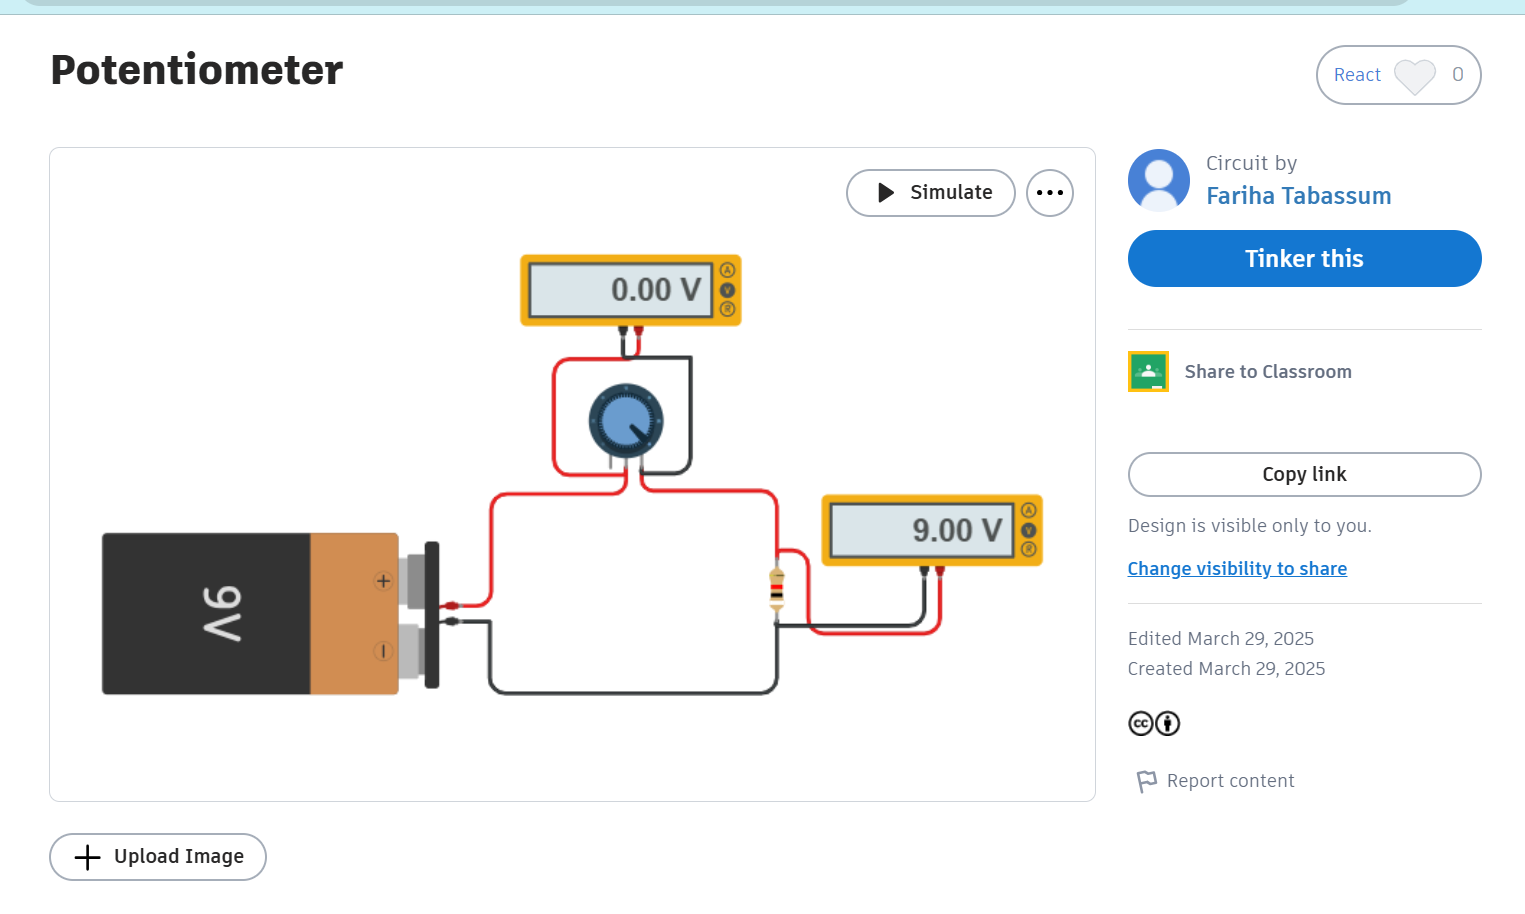 Potentiometer
React 0
Simulate
0.00 V
A
V
R
9.00 V
A
V
R
9V
+
Circuit by
Fariha Tabassum
Tinker this
Share to Classroom
Copy link
Design is visible only to you.
Change visibility to share
Edited March 29, 2025
Created March 29, 2025
cc
Report content
Upload Image